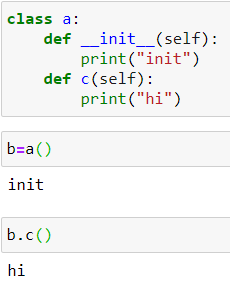 class a:
    def __init__(self):
        print("init")
    def c(self):
        print("hi")
b=a()
init
b.c()
hi